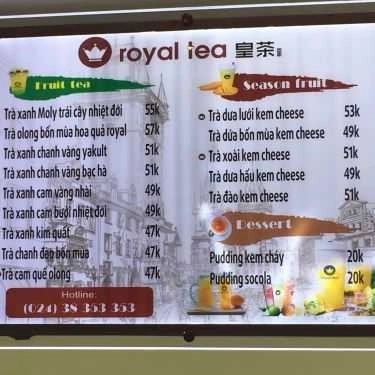 royal tea 皇茶
Fruit tea
Trà xanh Moly trái cây nhiệt đới 55k
Trà olong bốn mùa hoa quả royal 57k
Trà xanh chanh vàng yakult 51k
Trà xanh chanh vàng bạc hà 51k
Trà xanh cam vàng nhài 49k
Trà xanh cam bưởi nhiệt đới 49k
Trà xanh kim quất 47k
Trà chanh đào bốn mùa 47k
Trà cam quế olong 47k
Hotline:
(024) 38 353 353
Season fruit
Trà dưa lưới kem cheese 53k
Trà dứa bốn mùa kem cheese 49k
Trà xoài kem cheese 51k
Trà dưa hấu kem cheese 49k
Trà đào kem cheese 51k
Dessert
Pudding kem cháy 20k
Pudding socola 20k